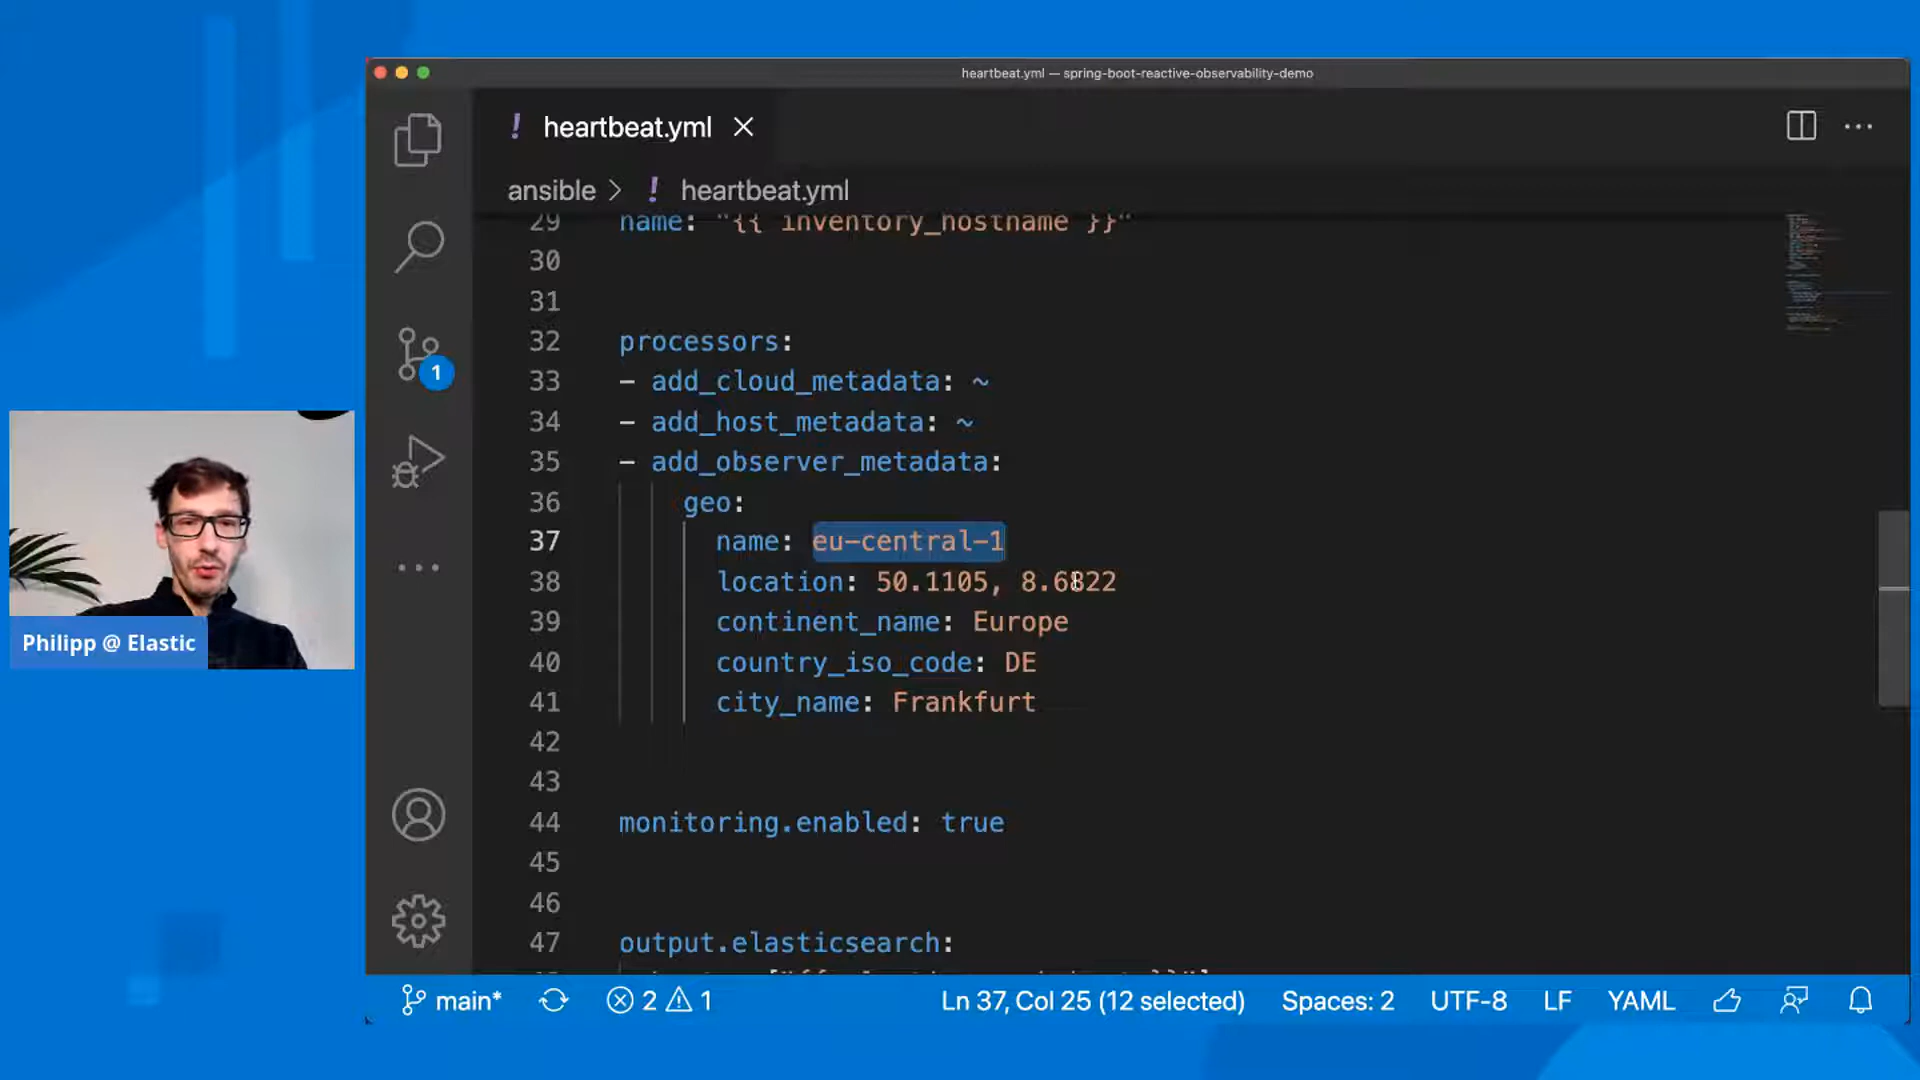 heartbeat.yml — spring-boot-reactive-observability-demo
! heartbeat.yml
ansible > ! heartbeat.yml
29 name: "{{ inventory_hostname }}"
30
31
32 processors:
33 - add_cloud_metadata: ~
34 - add_host_metadata: ~
35 - add_observer_metadata:
36 geo:
37 name: eu-central-1
38 location: 50.1105, 8.6822
39 continent_name: Europe
40 country_iso_code: DE
41 city_name: Frankfurt
42
43
44 monitoring.enabled: true
45
46
47 output.elasticsearch:
1
Philipp @ Elastic
main* 2 1 Ln 37, Col 25 (12 selected) Spaces: 2 UTF-8 LF YAML